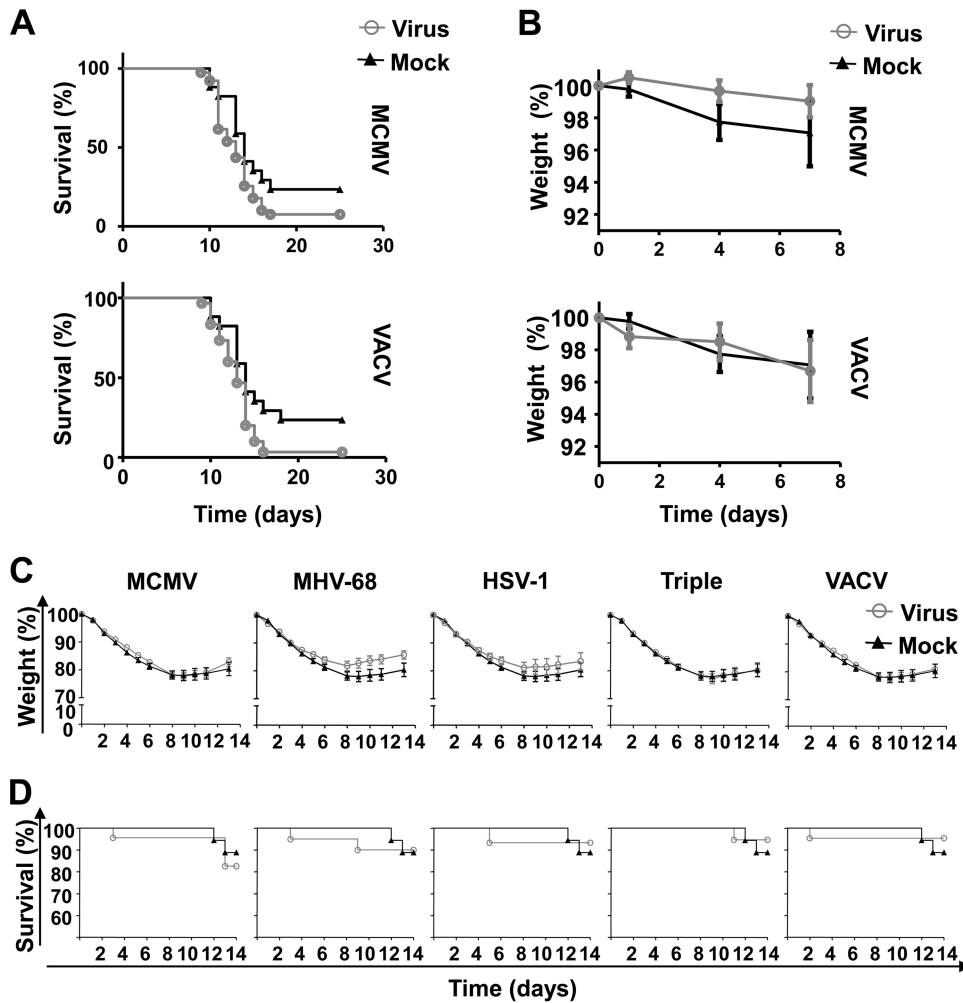 A
Virus
Mock
Survival (%)
100
50
0
0 10 20 30
MCMV
Survival (%)
100
50
0
0 10 20 30
VACV
Time (days)
B
Virus
Mock
Weight (%)
100
98
96
94
92
0 2 4 6 8
MCMV
Weight (%)
100
98
96
94
92
0 2 4 6 8
VACV
Time (days)
C
MCMV MHV-68 HSV-1 Triple VACV
Virus
Mock
Weight (%)
100
90
80
70
10
0
2 4 6 8 10 12 14 2 4 6 8 10 12 14 2 4 6 8 10 12 14 2 4 6 8 10 12 14 2 4 6 8 10 12 14
D
Survival (%)
100
90
80
70
60
2 4 6 8 10 12 14 2 4 6 8 10 12 14 2 4 6 8 10 12 14 2 4 6 8 10 12 14 2 4 6 8 10 12 14
Time (days)